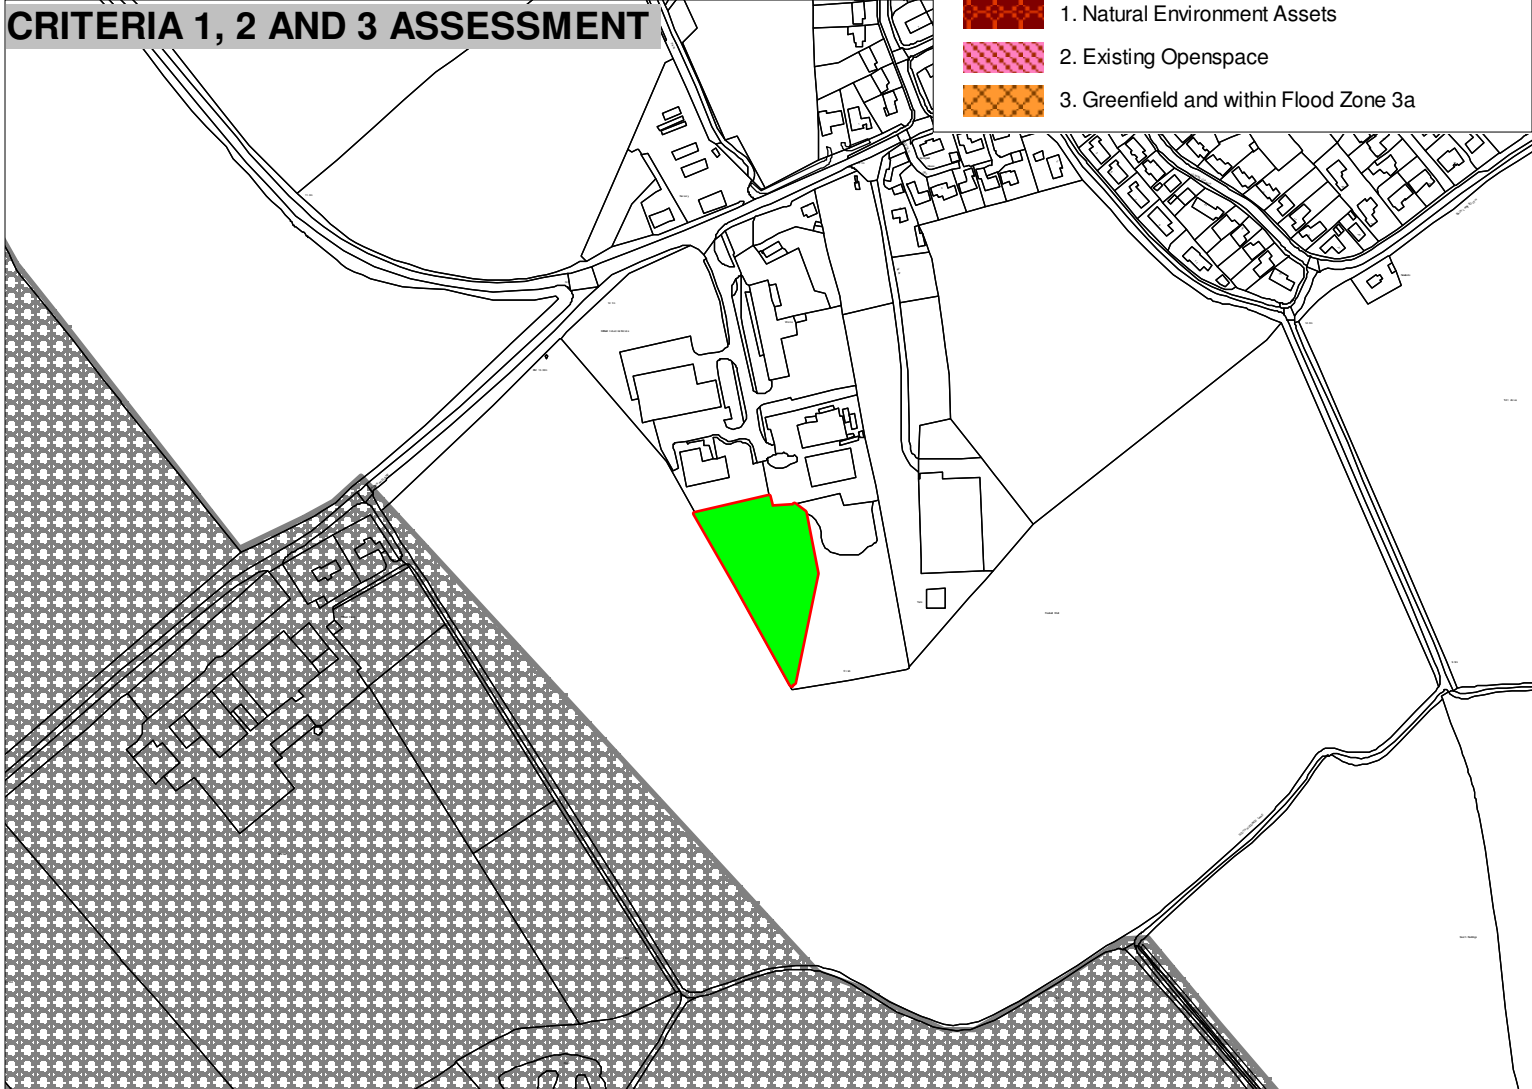 CRITERIA 1, 2 AND 3 ASSESSMENT
1. Natural Environment Assets
2. Existing Openspace
3. Greenfield and within Flood Zone 3a